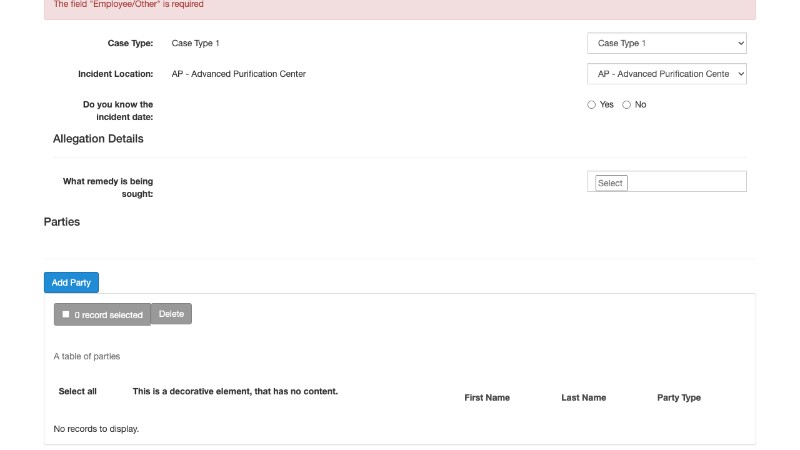 The field "Employee/Other" is required
Case Type: Case Type 1 Case Type 1
Incident Location: AP - Advanced Purification Center AP - Advanced Purification Cente
Do you know the
incident date: Yes No
Allegation Details
What remedy is being
sought: Select
Parties
Add Party
0 record selected Delete
A table of parties
Select all This is a decorative element, that has no content. First Name Last Name Party Type
No records to display.